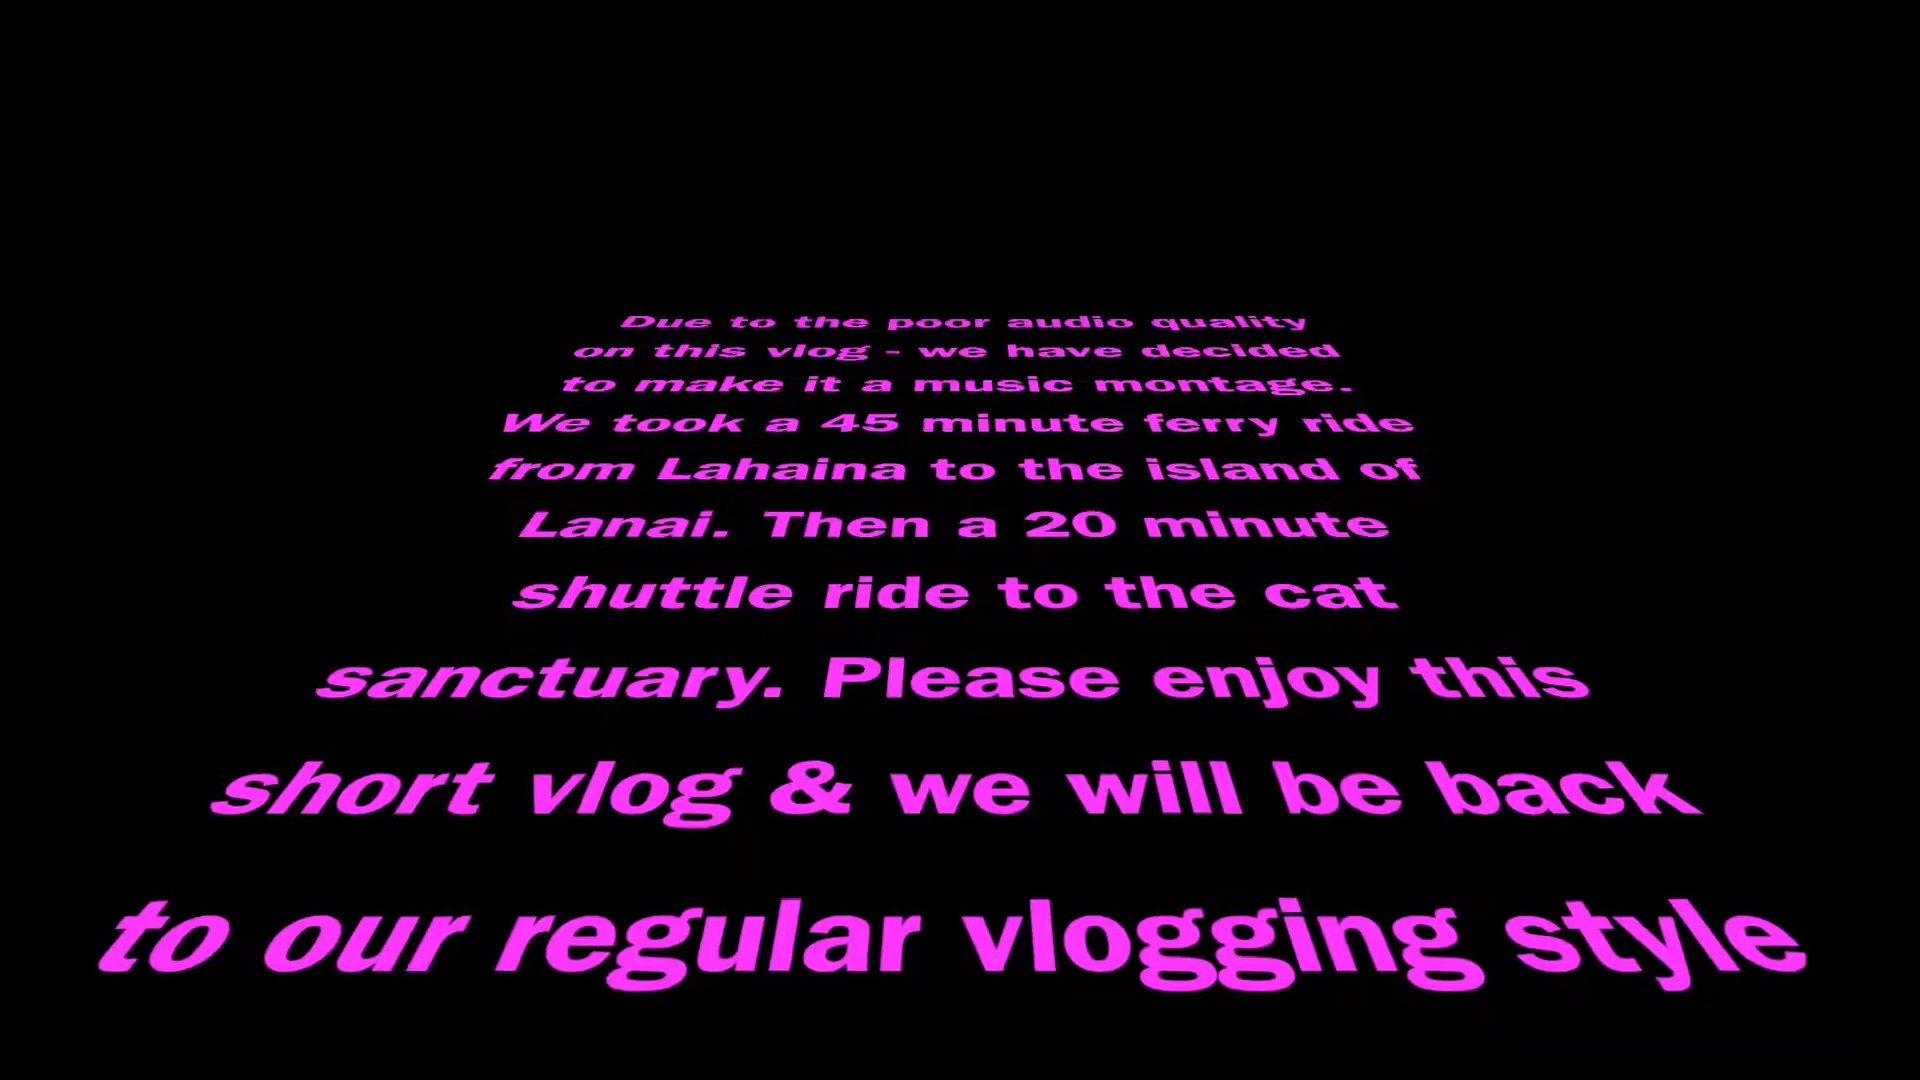 Due to the poor audio quality
on this vlog - we have decided
to make it a music montage.
We took a 45 minute ferry ride
from Lahaina to the island of
Lanai. Then a 20 minute
shuttle ride to the cat
sanctuary. Please enjoy this
short vlog & we will be back
to our regular vlogging style